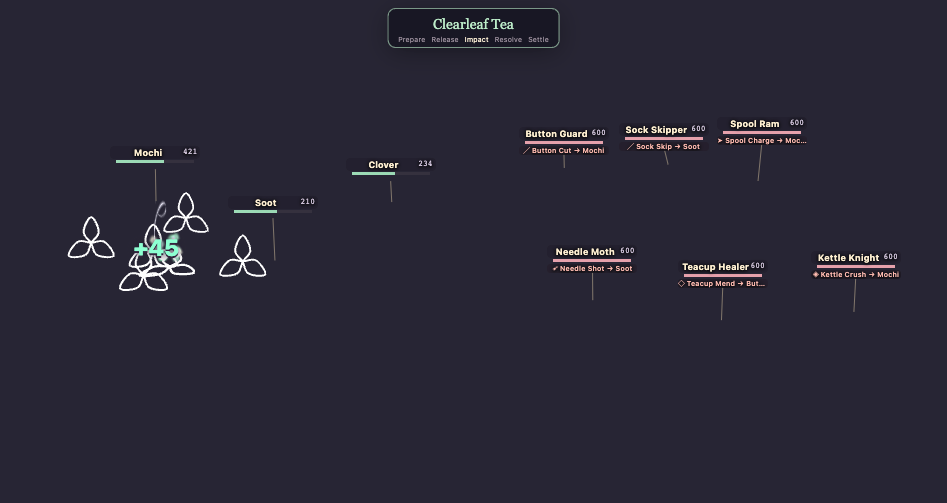 Clearleaf Tea
Prepare Release Impact Resolve Settle
Spool Ram 600
➤ Spool Charge → Moc...
Button Guard 600
⟋ Button Cut → Mochi
Sock Skipper 600
⟋ Sock Skip → Soot
Mochi 421
Clover 234
Soot 210
+45
Needle Moth 600
➶ Needle Shot → Soot
Teacup Healer 600
◇ Teacup Mend → But...
Kettle Knight 600
◈ Kettle Crush → Mochi